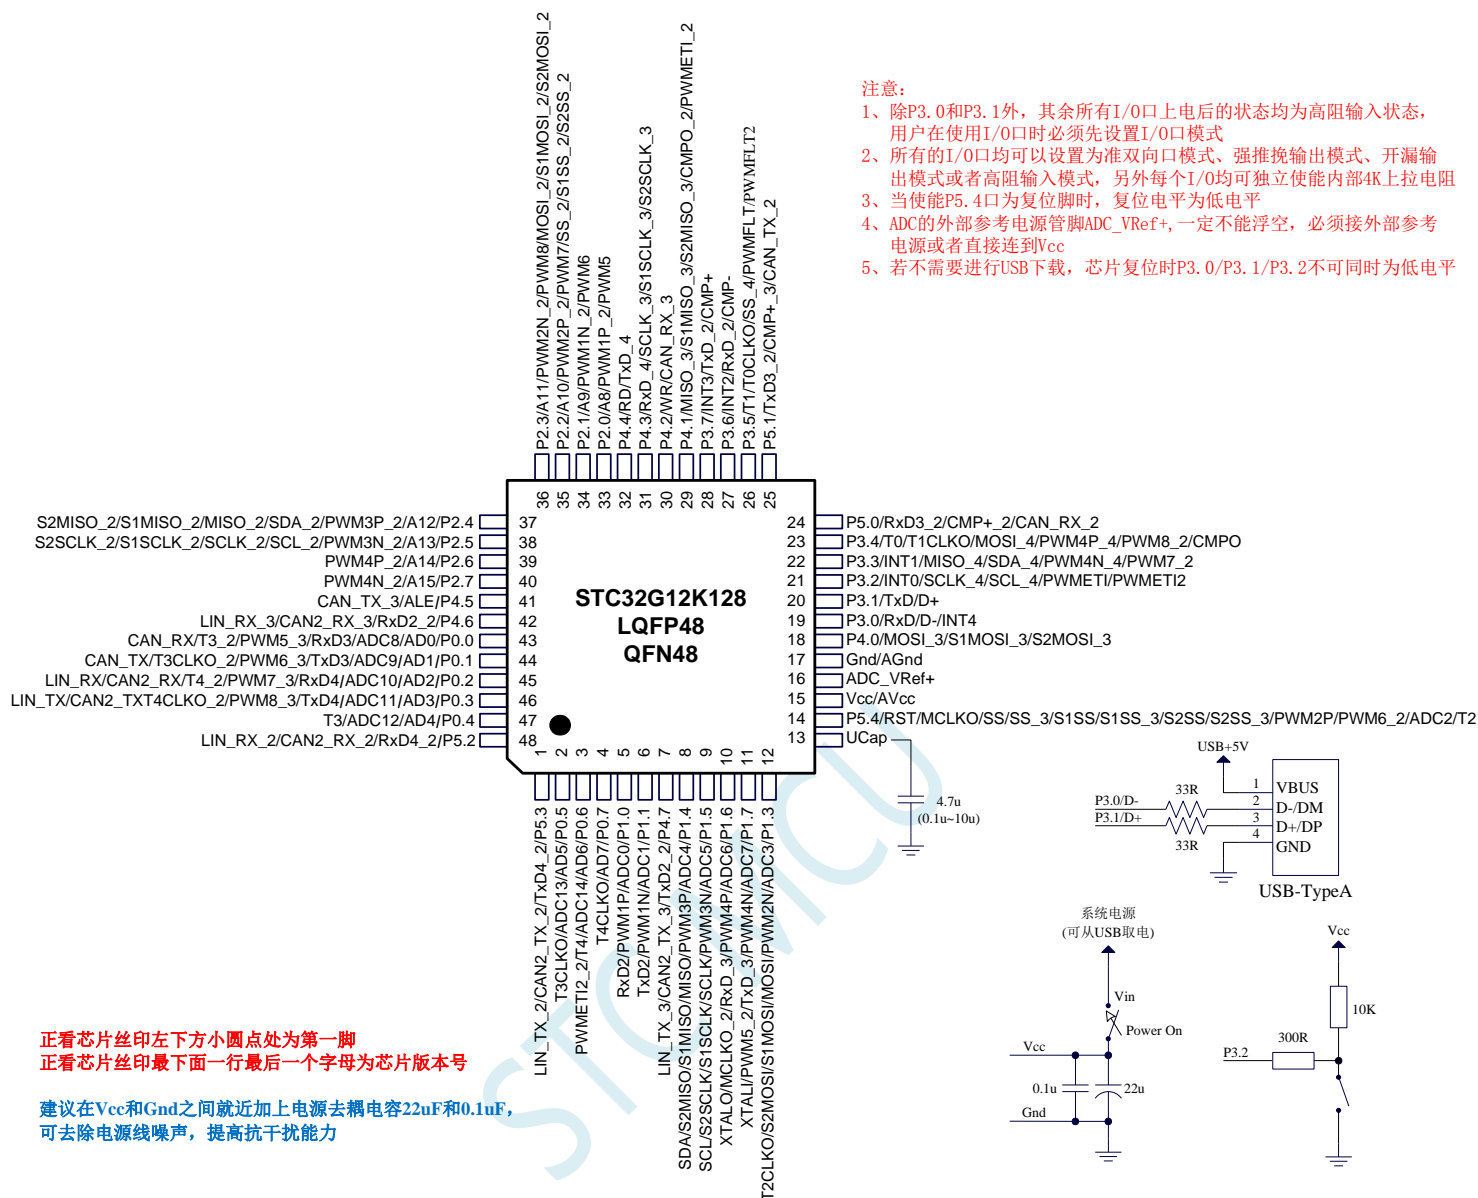 注意：
1、除P3.0和P3.1外，其余所有I/O口上电后的状态均为高阻输入状态，
用户在使用I/O口时必须先设置I/O口模式
2、所有的I/O口均可以设置为准双向口模式、强推挽输出模式、开漏输
出模式或者高阻输入模式，另外每个I/O均可独立使能内部4K上拉电阻
3、当使能P5.4口为复位脚时，复位电平为低电平
4、ADC的外部参考电源管脚ADC_VRef+,一定不能浮空，必须接外部参考
电源或者直接连到Vcc
5、若不需要进行USB下载，芯片复位时P3.0/P3.1/P3.2不可同时为低电平
P2.3/A11/PWM2N_2/PWM8/MOSI_2/S1MOSI_2/S2MOSI_2
P2.2/A10/PWM2P_2/PWM7/SS_2/S1SS_2/S2SS_2
P2.1/A9/PWM1N_2/PWM6
P2.0/A8/PWM1P_2/PWM5
P4.4/RD/TxD_4
P4.3/RxD_4/SCLK_3/S1SCLK_3/S2SCLK_3
P4.2/WR/CAN_RX_3
P4.1/MISO_3/S1MISO_3/S2MISO_3/CMPO_2/PWMETI_2
P3.7/INT3/TxD_2/CMP+
P3.6/INT2/RxD_2/CMP-
P3.5/T1/T0CLKO/SS_4/PWMFLT/PWMFLT2
P5.1/TxD3_2/CMP+_3/CAN_TX_2
36 35 34 33 32 31 30 29 28 27 26 25
S2MISO_2/S1MISO_2/MISO_2/SDA_2/PWM3P_2/A12/P2.4 37
S2SCLK_2/S1SCLK_2/SCLK_2/SCL_2/PWM3N_2/A13/P2.5 38
PWM4P_2/A14/P2.6 39
PWM4N_2/A15/P2.7 40
CAN_TX_3/ALE/P4.5 41
LIN_RX_3/CAN2_RX_3/RxD2_2/P4.6 42
CAN_RX/T3_2/PWM5_3/RxD3/ADC8/AD0/P0.0 43
CAN_TX/T3CLKO_2/PWM6_3/TxD3/ADC9/AD1/P0.1 44
LIN_RX/CAN2_RX/T4_2/PWM7_3/RxD4/ADC10/AD2/P0.2 45
LIN_TX/CAN2_TXT4CLKO_2/PWM8_3/TxD4/ADC11/AD3/P0.3 46
T3/ADC12/AD4/P0.4 47
LIN_RX_2/CAN2_RX_2/RxD4_2/P5.2 48
STC32G12K128
LQFP48
QFN48
24 P5.0/RxD3_2/CMP+_2/CAN_RX_2
23 P3.4/T0/T1CLKO/MOSI_4/PWM4P_4/PWM8_2/CMPO
22 P3.3/INT1/MISO_4/SDA_4/PWM4N_4/PWM7_2
21 P3.2/INT0/SCLK_4/SCL_4/PWMETI/PWMETI2
20 P3.1/TxD/D+
19 P3.0/RxD/D-/INT4
18 P4.0/MOSI_3/S1MOSI_3/S2MOSI_3
17 Gnd/AGnd
16 ADC_VRef+
15 Vcc/AVcc
14 P5.4/RST/MCLKO/SS/SS_3/S1SS/S1SS_3/S2SS/S2SS_3/PWM2P/PWM6_2/ADC2/T2
13 UCap
1 2 3 4 5 6 7 8 9 10 11 12
LIN_TX_2/CAN2_TX_2/TxD4_2/P5.3
T3CLKO/ADC13/AD5/P0.5
PWMETI2_2/T4/ADC14/AD6/P0.6
T4CLKO/AD7/P0.7
RxD2/PWM1P/ADC0/P1.0
TxD2/PWM1N/ADC1/P1.1
LIN_TX_3/CAN2_TX_3/TxD2_2/P4.7
SDA/S2MISO/S1MISO/MISO/PWM3P/ADC4/P1.4
SCL/S2SCLK/S1SCLK/SCLK/PWM3N/ADC5/P1.5
XTALO/MCLKO_2/RxD_3/PWM4P/ADC6/P1.6
XTALI/PWM5_2/TxD_3/PWM4N/ADC7/P1.7
T2CLKO/S2MOSI/S1MOSI/MOSI/PWM2N/ADC3/P1.3
4.7u
(0.1u~10u)
USB+5V
P3.0/D-
33R
P3.1/D+
33R
1 VBUS
2 D-/DM
3 D+/DP
4 GND
USB-TypeA
系统电源
(可从USB取电)
Vin
Power On
Vcc
0.1u
22u
Gnd
Vcc
10K
300R
P3.2
正看芯片丝印左下方小圆点处为第一脚
正看芯片丝印最下面一行最后一个字母为芯片版本号
建议在Vcc和Gnd之间就近加上电源去耦电容22uF和0.1uF，
可去除电源线噪声，提高抗干扰能力
STC MCU